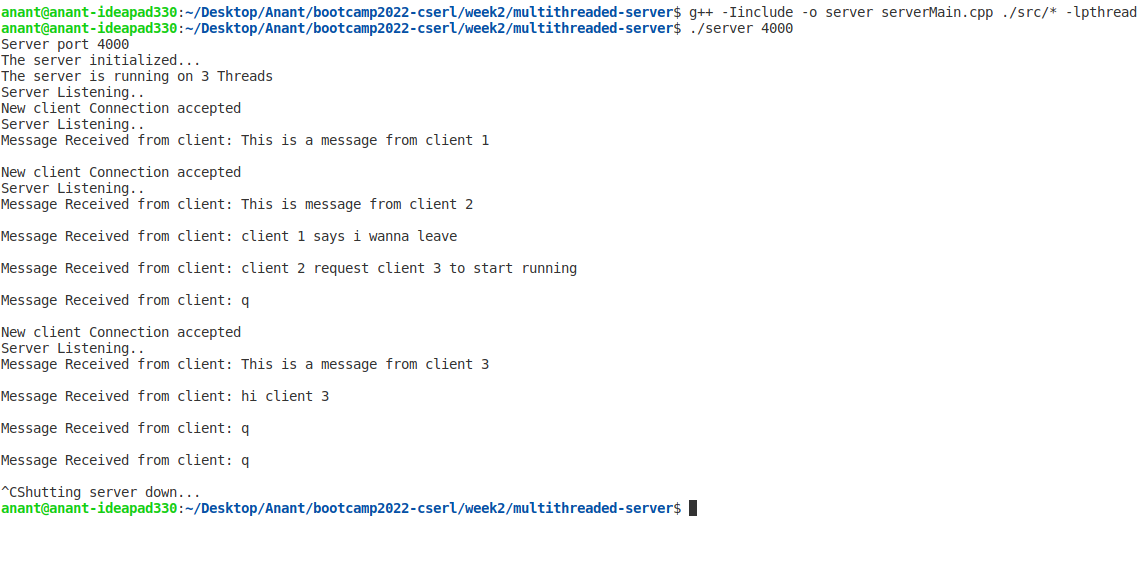 anant@anant-ideapad330:~/Desktop/Anant/bootcamp2022-cserl/week2/multithreaded-server$ g++ -Iinclude -o server serverMain.cpp ./src/* -lpthread
anant@anant-ideapad330:~/Desktop/Anant/bootcamp2022-cserl/week2/multithreaded-server$ ./server 4000
Server port 4000
The server initialized...
The server is running on 3 Threads
Server Listening..
New client Connection accepted
Server Listening..
Message Received from client: This is a message from client 1
New client Connection accepted
Server Listening..
Message Received from client: This is message from client 2
Message Received from client: client 1 says i wanna leave
Message Received from client: client 2 request client 3 to start running
Message Received from client: q
New client Connection accepted
Server Listening..
Message Received from client: This is a message from client 3
Message Received from client: hi client 3
Message Received from client: q
Message Received from client: q
^CShutting server down...
anant@anant-ideapad330:~/Desktop/Anant/bootcamp2022-cserl/week2/multithreaded-server$